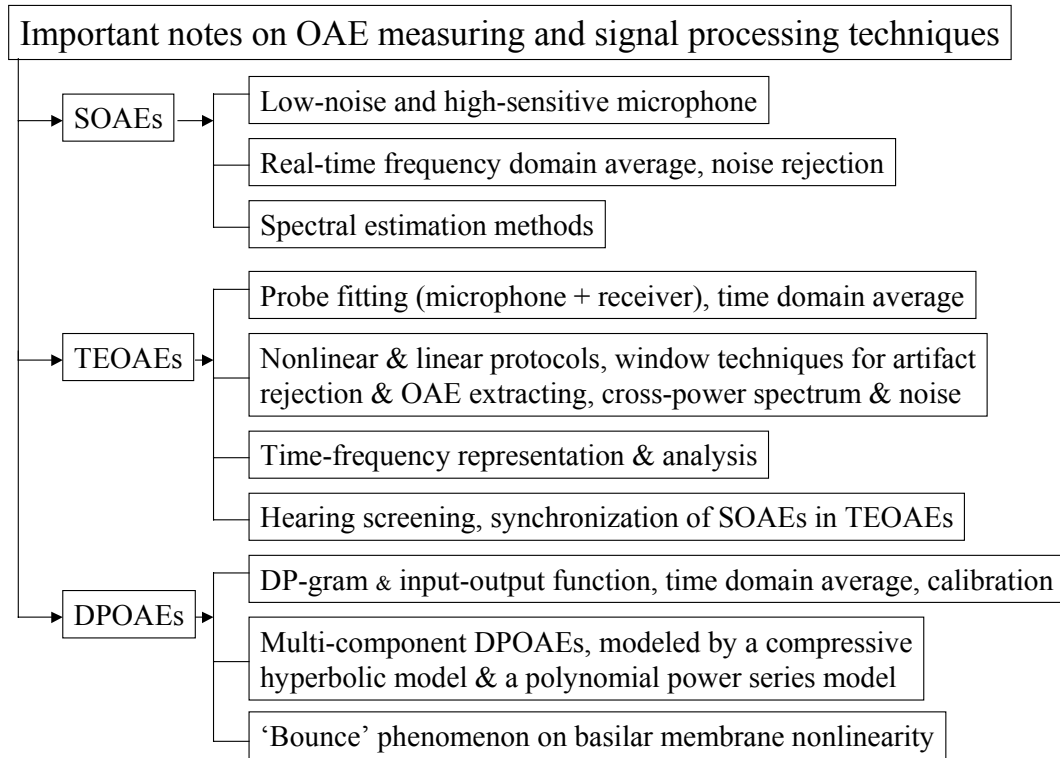 Important notes on OAE measuring and signal processing techniques
SOAEs
Low-noise and high-sensitive microphone
Real-time frequency domain average, noise rejection
Spectral estimation methods
TEOAEs
Probe fitting (microphone + receiver), time domain average
Nonlinear & linear protocols, window techniques for artifact
rejection & OAE extracting, cross-power spectrum & noise
Time-frequency representation & analysis
Hearing screening, synchronization of SOAEs in TEOAEs
DPOAEs
DP-gram & input-output function, time domain average, calibration
Multi-component DPOAEs, modeled by a compressive
hyperbolic model & a polynomial power series model
‘Bounce’ phenomenon on basilar membrane nonlinearity